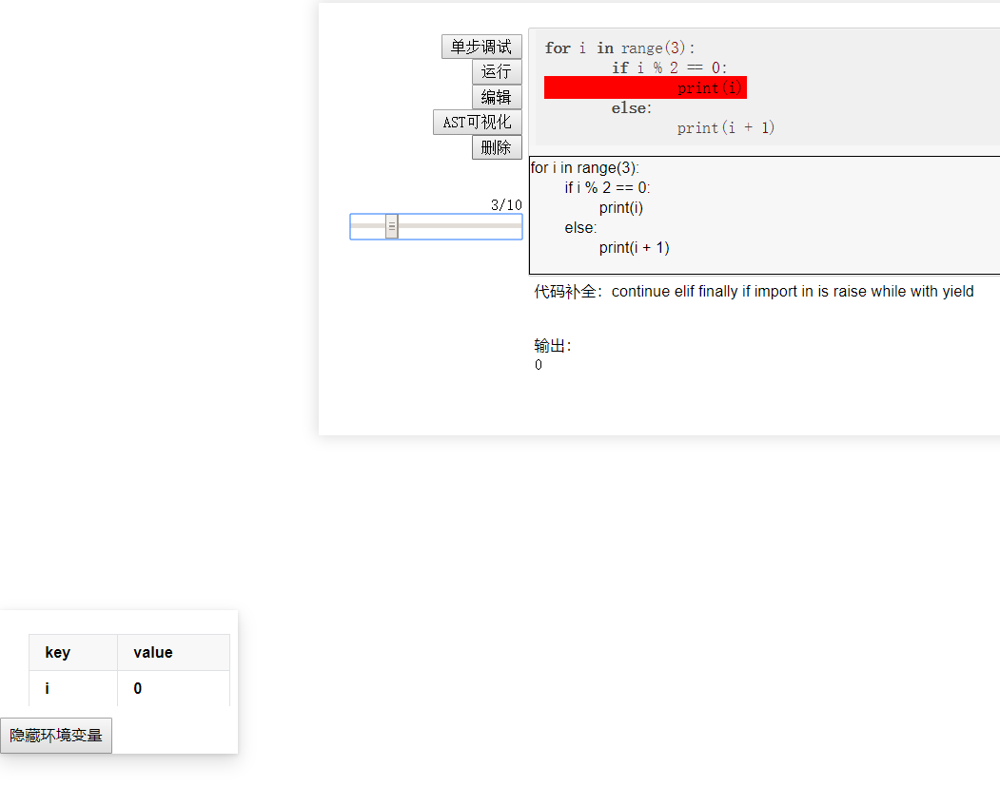 单步调试
运行
编辑
AST可视化
删除
3/10
for i in range(3):
if i % 2 == 0:
print(i)
else:
print(i + 1)
for i in range(3):
if i % 2 == 0:
print(i)
else:
print(i + 1)
代码补全：continue elif finally if import in is raise while with yield
输出：
0
key value
i 0
隐藏环境变量